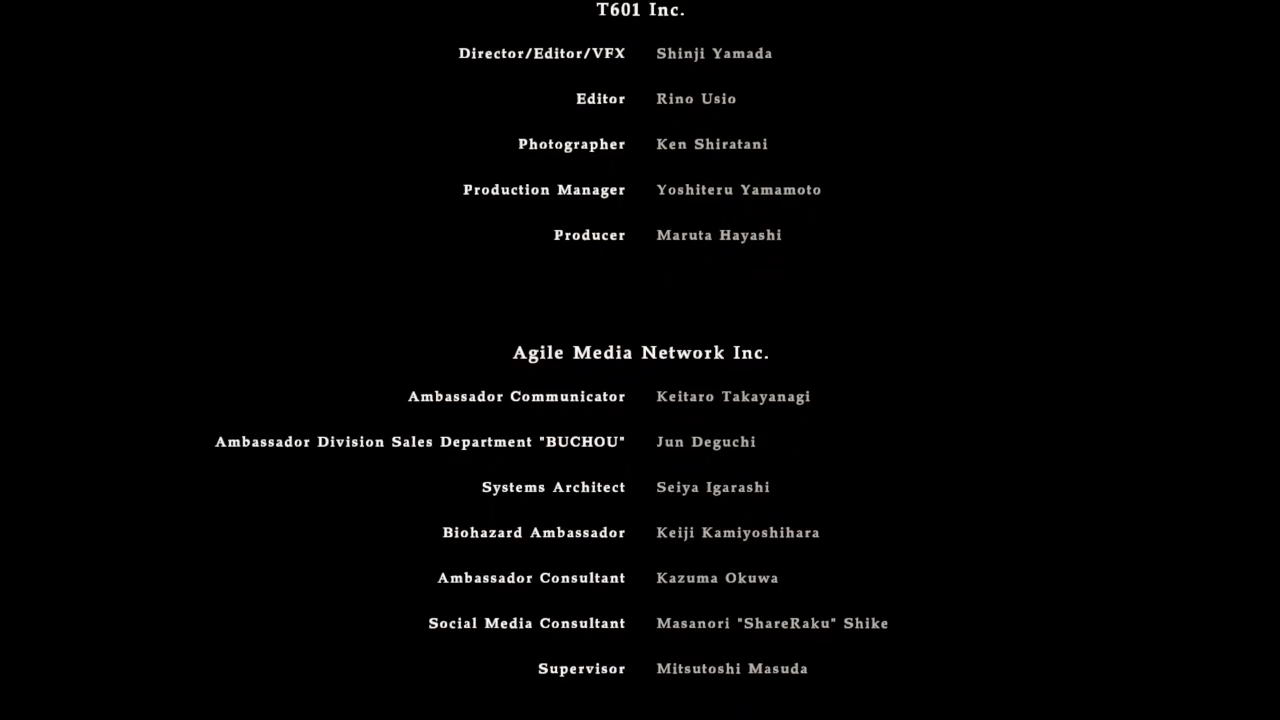 T601 Inc.
Director/Editor/VFX Shinji Yamada
Editor Rino Usio
Photographer Ken Shiratani
Production Manager Yoshiteru Yamamoto
Producer Maruta Hayashi
Agile Media Network Inc.
Ambassador Communicator Keitaro Takayanagi
Ambassador Division Sales Department "BUCHOU" Jun Deguchi
Systems Architect Seiya Igarashi
Biohazard Ambassador Keiji Kamiyoshihara
Ambassador Consultant Kazuma Okuwa
Social Media Consultant Masanori "ShareRaku" Shike
Supervisor Mitsutoshi Masuda